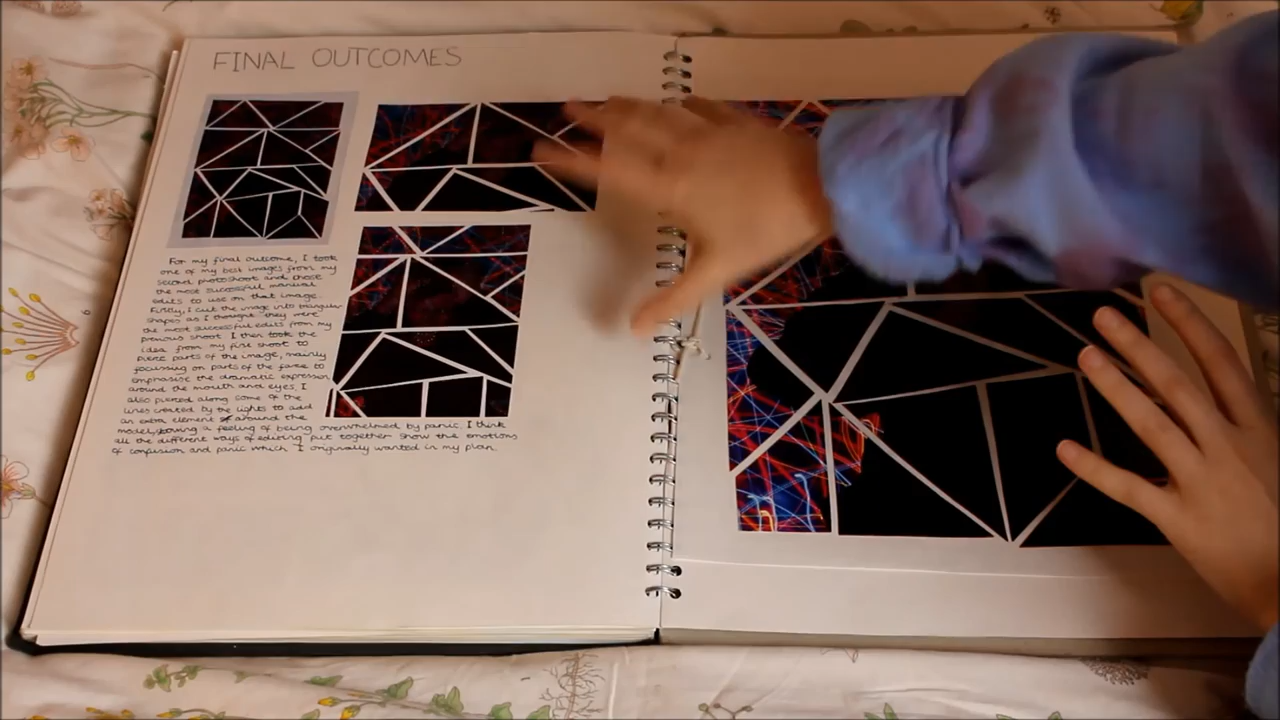 FINAL OUTCOMES
For my final outcome, I took
one of my best images from my
second photoshoot and chose
the most successful manual
edits to use on that image.
Firstly, I cut the image into triangular
shapes as I thought they were
the most successful edits from my
previous shoot. I then took the
idea from my first shoot to
pierce parts of the image, mainly
focussing on parts of the face to
emphasise the dramatic expression
around the mouth and eyes. I
also pierced along some of the
lines created by the lights to add
an extra element of around the
model, having a feeling of being overwhelmed by panic. I think
all the different ways of editing put together show the emotions
of confusion and panic which I originally wanted in my plan.